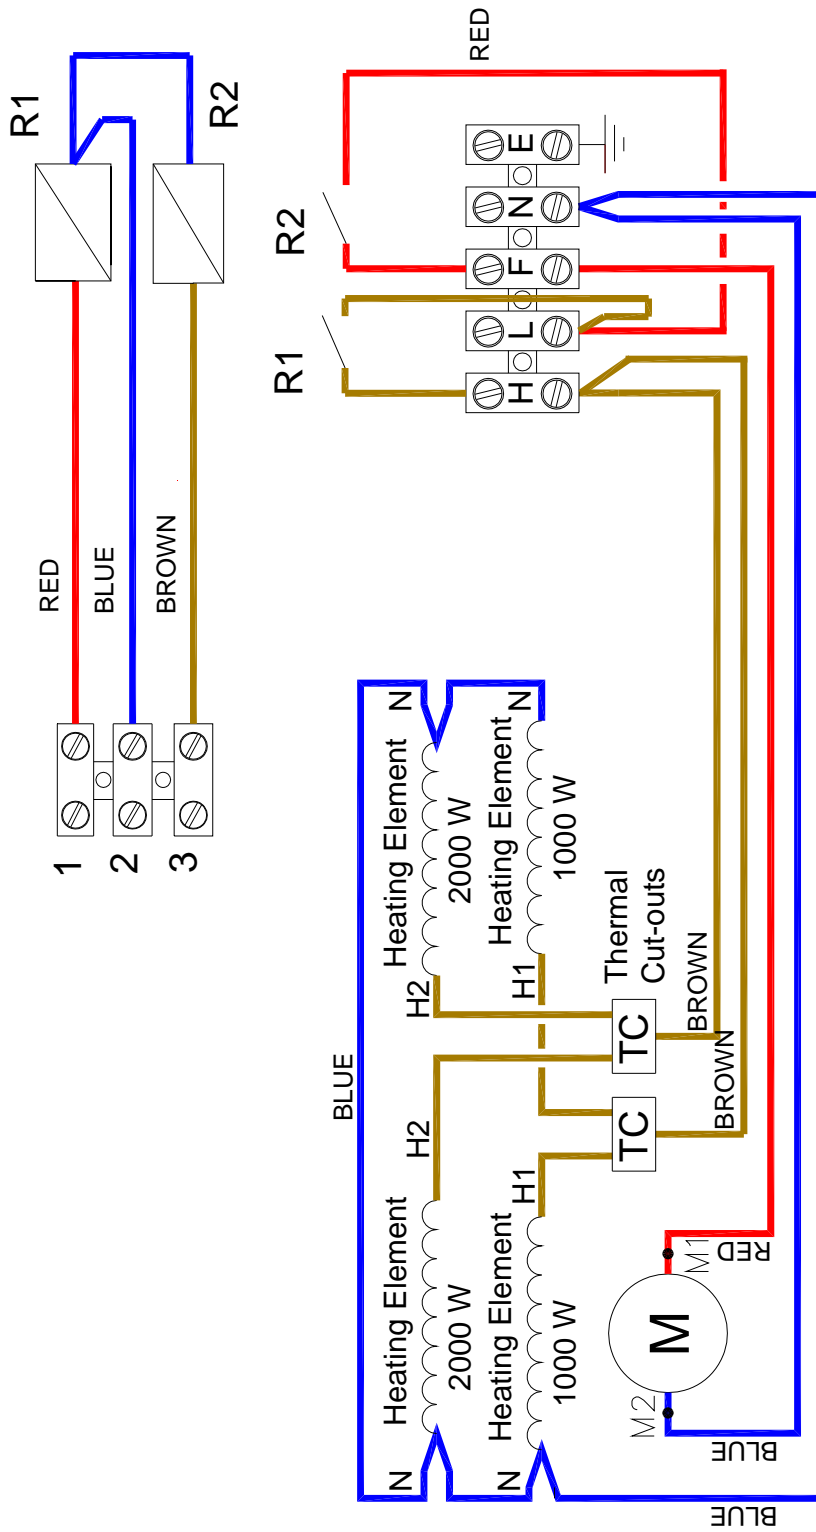 R1
R2
RED
BLUE
BROWN
1
2
3
RED
R2
R1
E
N
F
L
H
N
N
Heating Element
2000 W
Heating Element
1000 W
H2
H1
Thermal
Cut-outs
TC
BROWN
BLUE
H2
H1
TC
BROWN
Heating Element
2000 W
Heating Element
1000 W
N
N
M1
RED
M
M2
BLUE
BLUE